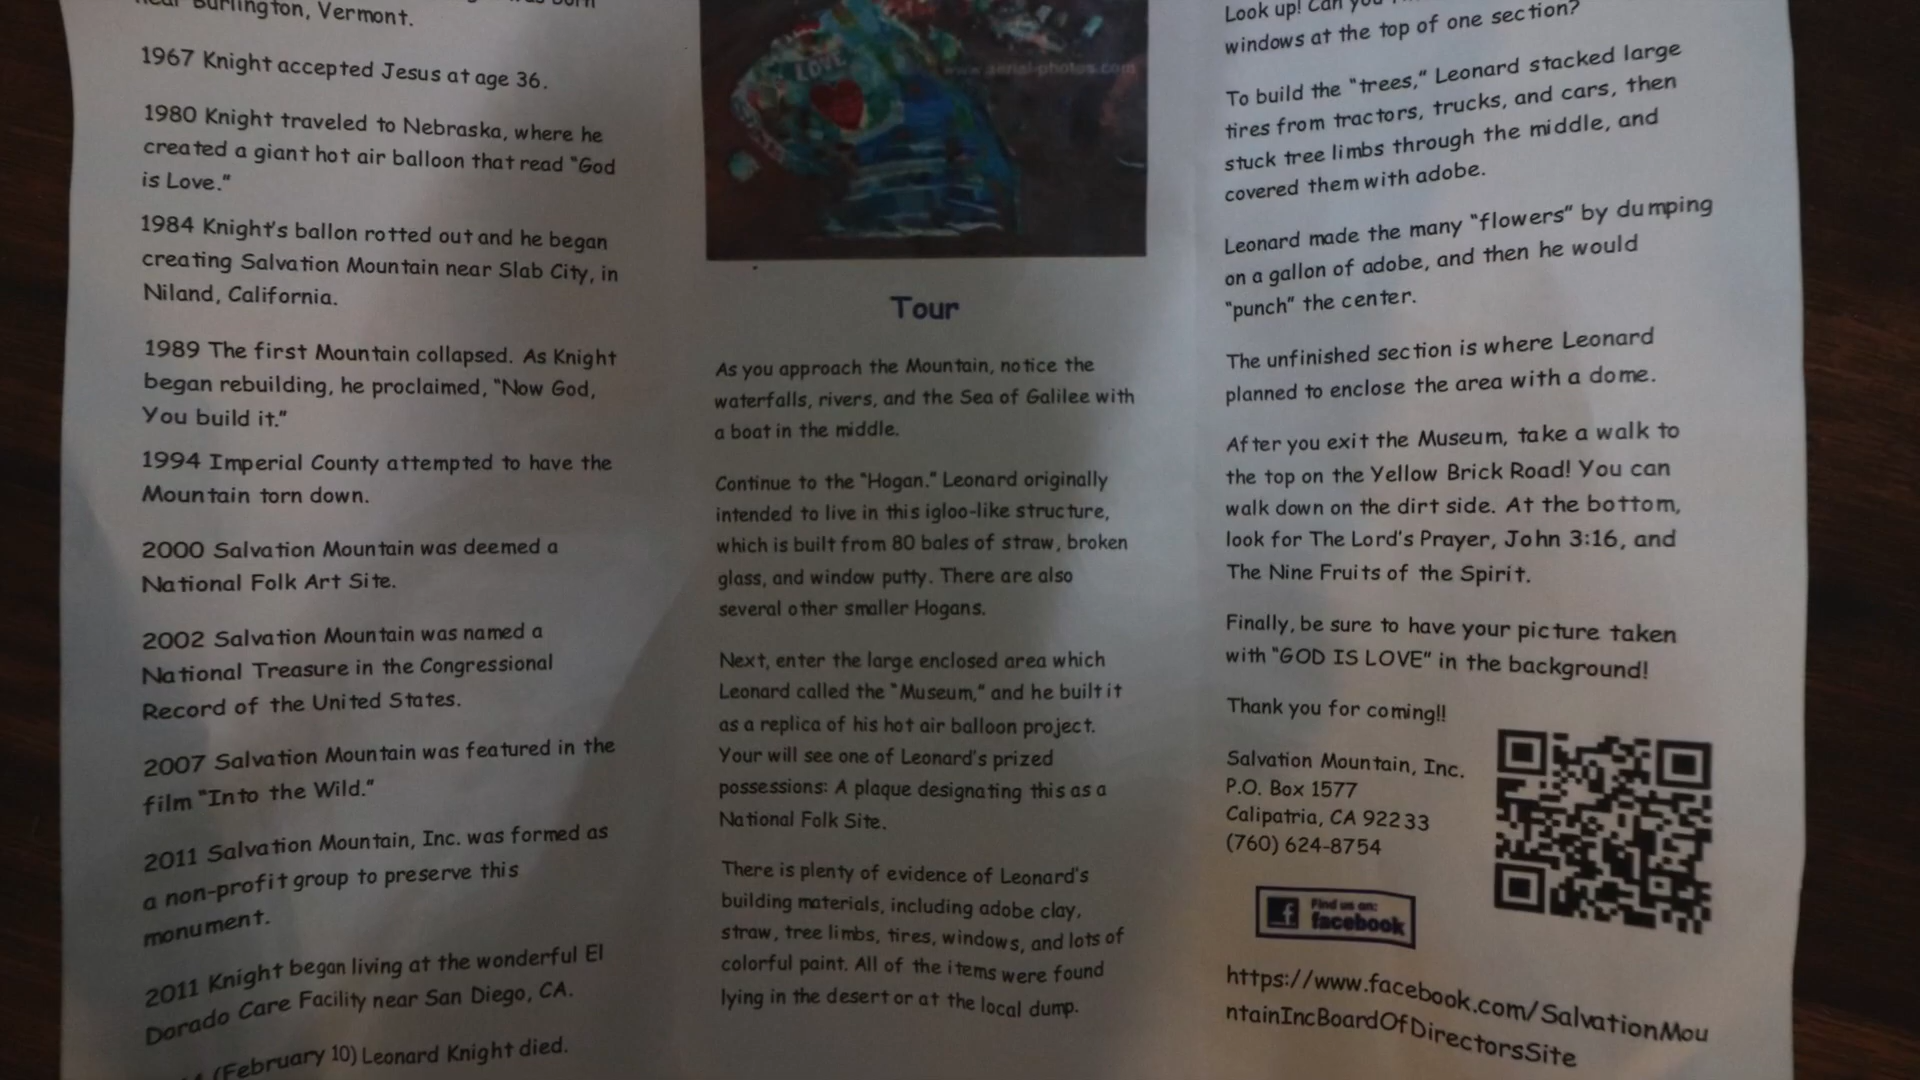 near Burlington, Vermont.
1967 Knight accepted Jesus at age 36.
1980 Knight traveled to Nebraska, where he
created a giant hot air balloon that read "God
is Love."
1984 Knight's ballon rotted out and he began
creating Salvation Mountain near Slab City, in
Niland, California.
1989 The first Mountain collapsed. As Knight
began rebuilding, he proclaimed, "Now God,
You build it."
1994 Imperial County attempted to have the
Mountain torn down.
2000 Salvation Mountain was deemed a
National Folk Art Site.
2002 Salvation Mountain was named a
National Treasure in the Congressional
Record of the United States.
2007 Salvation Mountain was featured in the
film "Into the Wild."
2011 Salvation Mountain, Inc. was formed as
a non-profit group to preserve this
monument.
2011 Knight began living at the wonderful El
Dorado Care Facility near San Diego, CA.
(February 10) Leonard Knight died.
LOVE
www.aerial-photos.com
Tour
As you approach the Mountain, notice the
waterfalls, rivers, and the Sea of Galilee with
a boat in the middle.
Continue to the "Hogan." Leonard originally
intended to live in this igloo-like structure,
which is built from 80 bales of straw, broken
glass, and window putty. There are also
several other smaller Hogans.
Next, enter the large enclosed area which
Leonard called the "Museum," and he built it
as a replica of his hot air balloon project.
Your will see one of Leonard's prized
possessions: A plaque designating this as a
National Folk Site.
There is plenty of evidence of Leonard's
building materials, including adobe clay,
straw, tree limbs, tires, windows, and lots of
colorful paint. All of the items were found
lying in the desert or at the local dump.
Look up! Can you
windows at the top of one section?
To build the "trees," Leonard stacked large
tires from tractors, trucks, and cars, then
stuck tree limbs through the middle, and
covered them with adobe.
Leonard made the many "flowers" by dumping
on a gallon of adobe, and then he would
"punch" the center.
The unfinished section is where Leonard
planned to enclose the area with a dome.
After you exit the Museum, take a walk to
the top on the Yellow Brick Road! You can
walk down on the dirt side. At the bottom,
look for The Lord's Prayer, John 3:16, and
The Nine Fruits of the Spirit.
Finally, be sure to have your picture taken
with "GOD IS LOVE" in the background!
Thank you for coming!!
Salvation Mountain, Inc.
P.O. Box 1577
Calipatria, CA 92233
(760) 624-8754
f Find us on:
facebook
https://www.facebook.com/SalvationMou
ntainIncBoardOfDirectorsSite